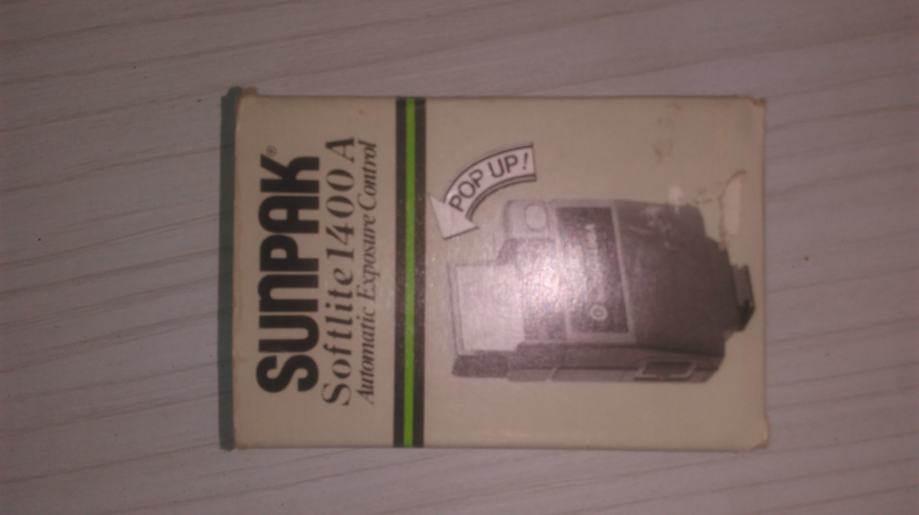 SUNPAK®
Softlite 1400 A
Automatic Exposure Control
POP UP!